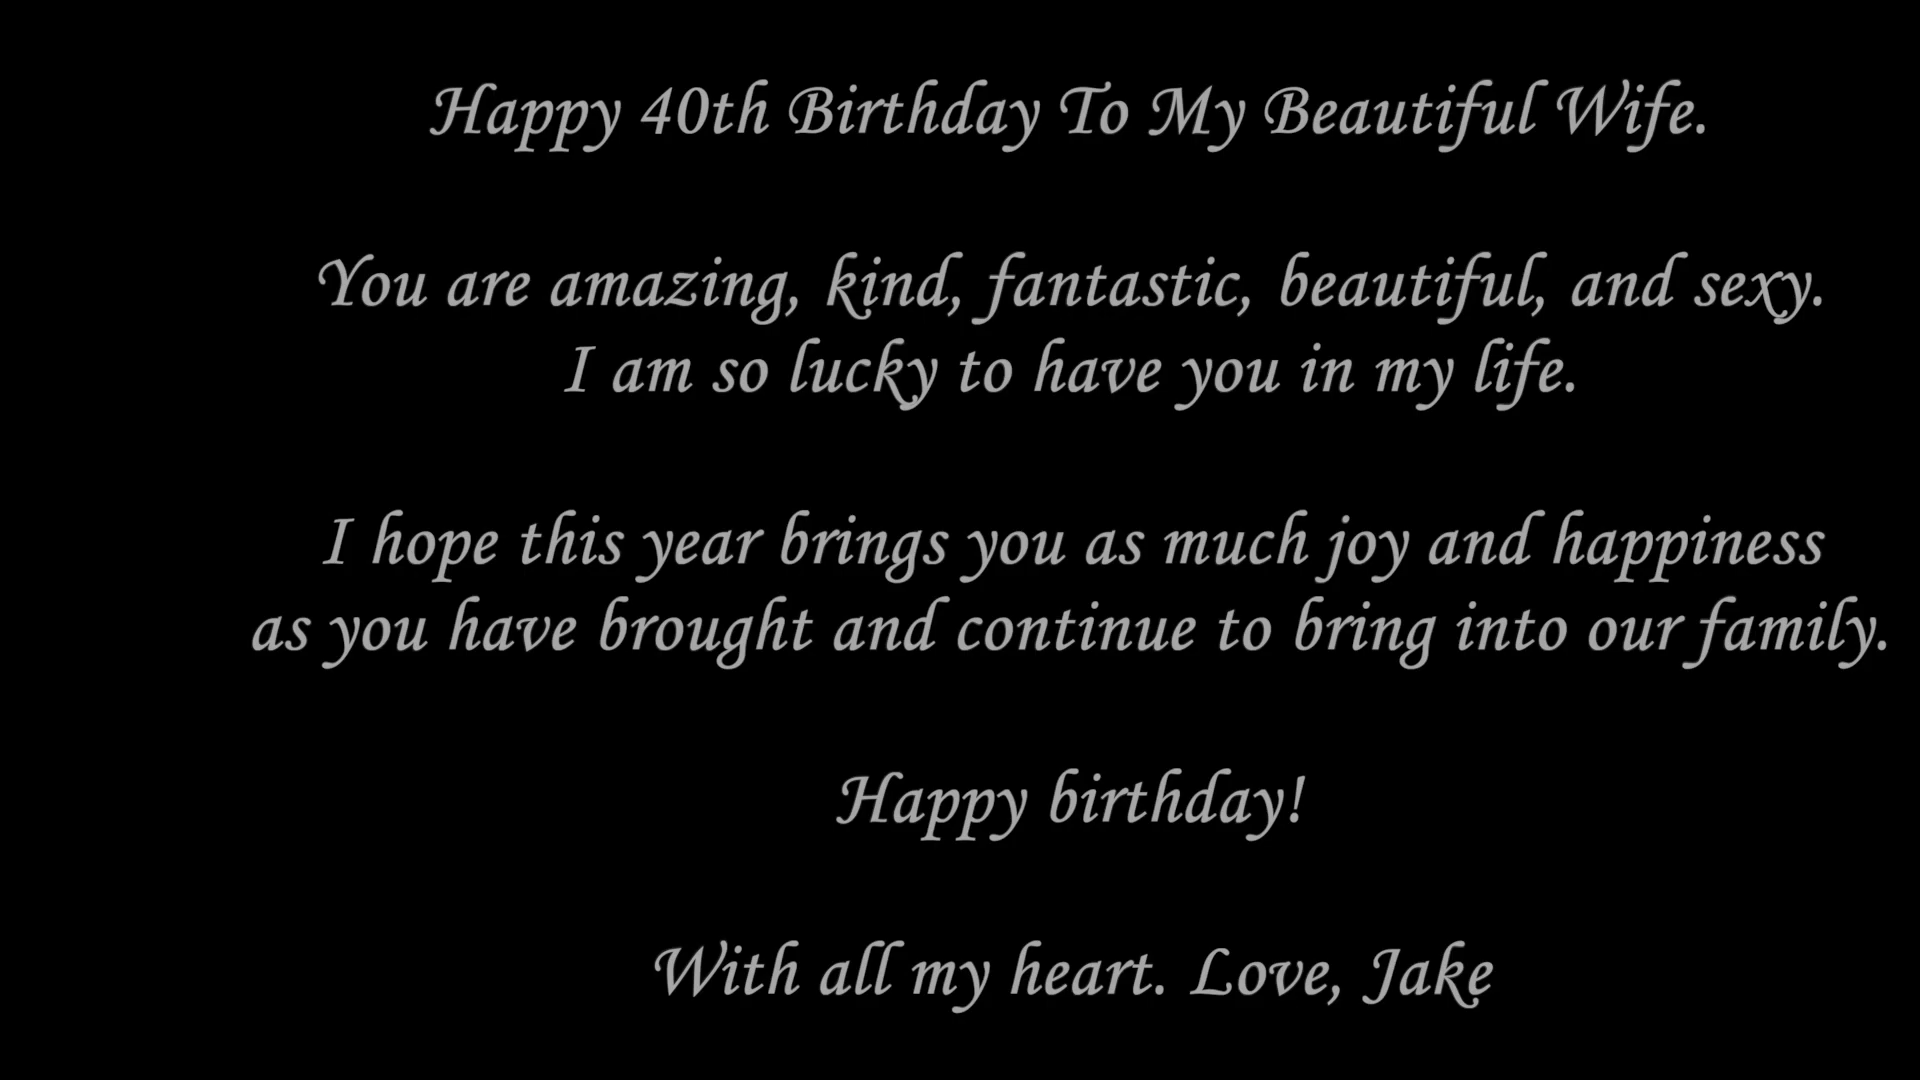 Happy 40th Birthday To My Beautiful Wife.
You are amazing, kind, fantastic, beautiful, and sexy.
I am so lucky to have you in my life.
I hope this year brings you as much joy and happiness
as you have brought and continue to bring into our family.
Happy birthday!
With all my heart. Love, Jake